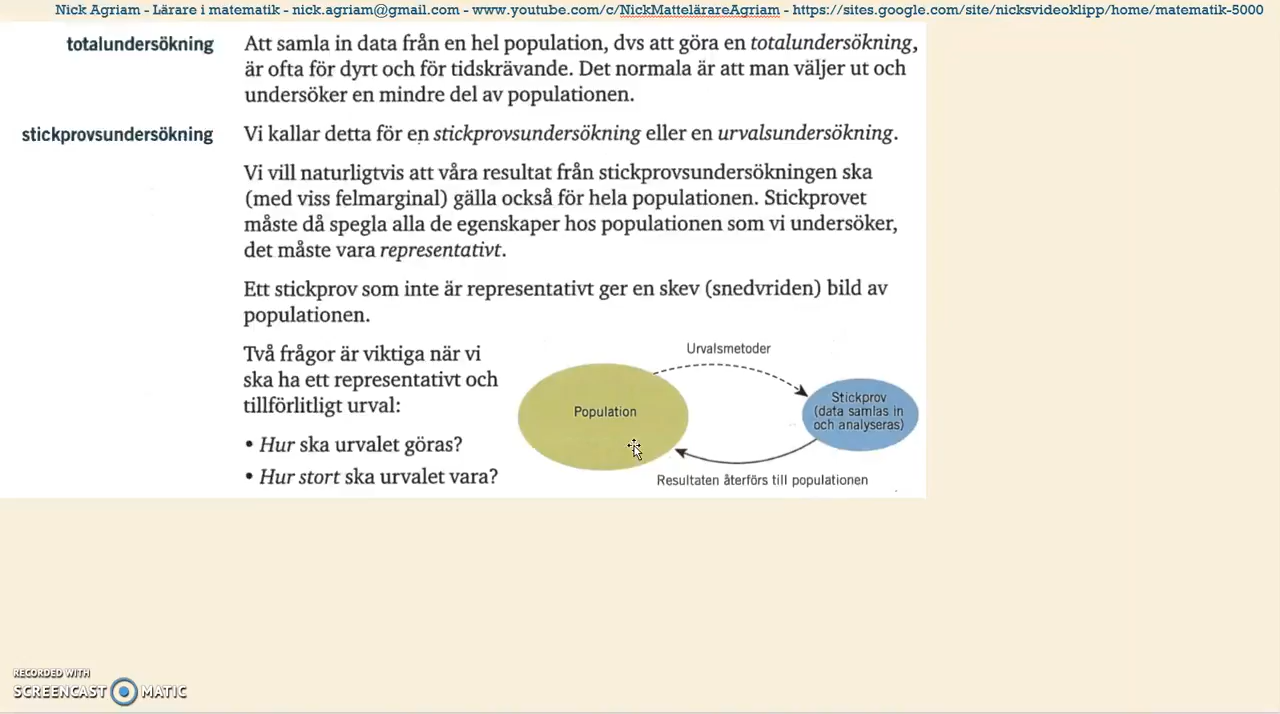 Nick Agriam - Lärare i matematik - nick.agriam@gmail.com - www.youtube.com/c/NickMattelärareAgriam - https://sites.google.com/site/nicksvideoklipp/home/matematik-5000
totalundersökning
Att samla in data från en hel population, dvs att göra en totalundersökning,
är ofta för dyrt och för tidskrävande. Det normala är att man väljer ut och
undersöker en mindre del av populationen.
stickprovsundersökning
Vi kallar detta för en stickprovsundersökning eller en urvalsundersökning.
Vi vill naturligtvis att våra resultat från stickprovsundersökningen ska
(med viss felmarginal) gälla också för hela populationen. Stickprovet
måste då spegla alla de egenskaper hos populationen som vi undersöker,
det måste vara representativt.
Ett stickprov som inte är representativt ger en skev (snedvriden) bild av
populationen.
Två frågor är viktiga när vi
ska ha ett representativt och
tillförlitligt urval:
• Hur ska urvalet göras?
• Hur stort ska urvalet vara?
Urvalsmetoder
Population
Stickprov
(data samlas in
och analyseras)
Resultaten återförs till populationen
RECORDED WITH
SCREENCAST MATIC